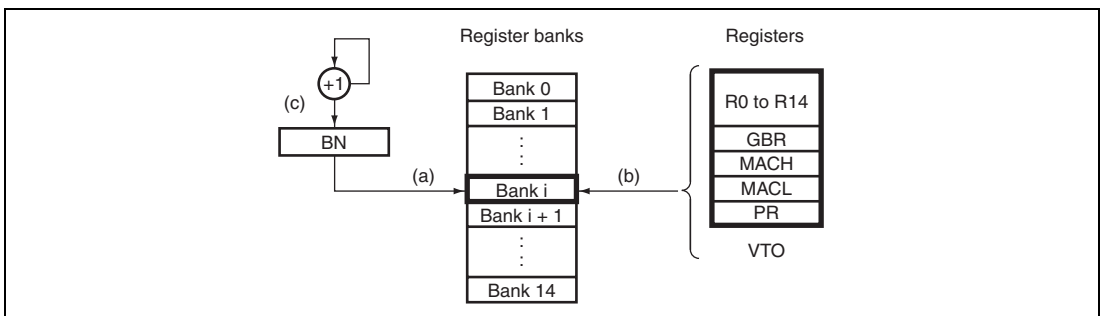 Register banks
Registers
+1
(c)
BN
(a)
Bank 0
Bank 1
:
:
Bank i
Bank i + 1
:
:
Bank 14
(b)
R0 to R14
GBR
MACH
MACL
PR
VTO